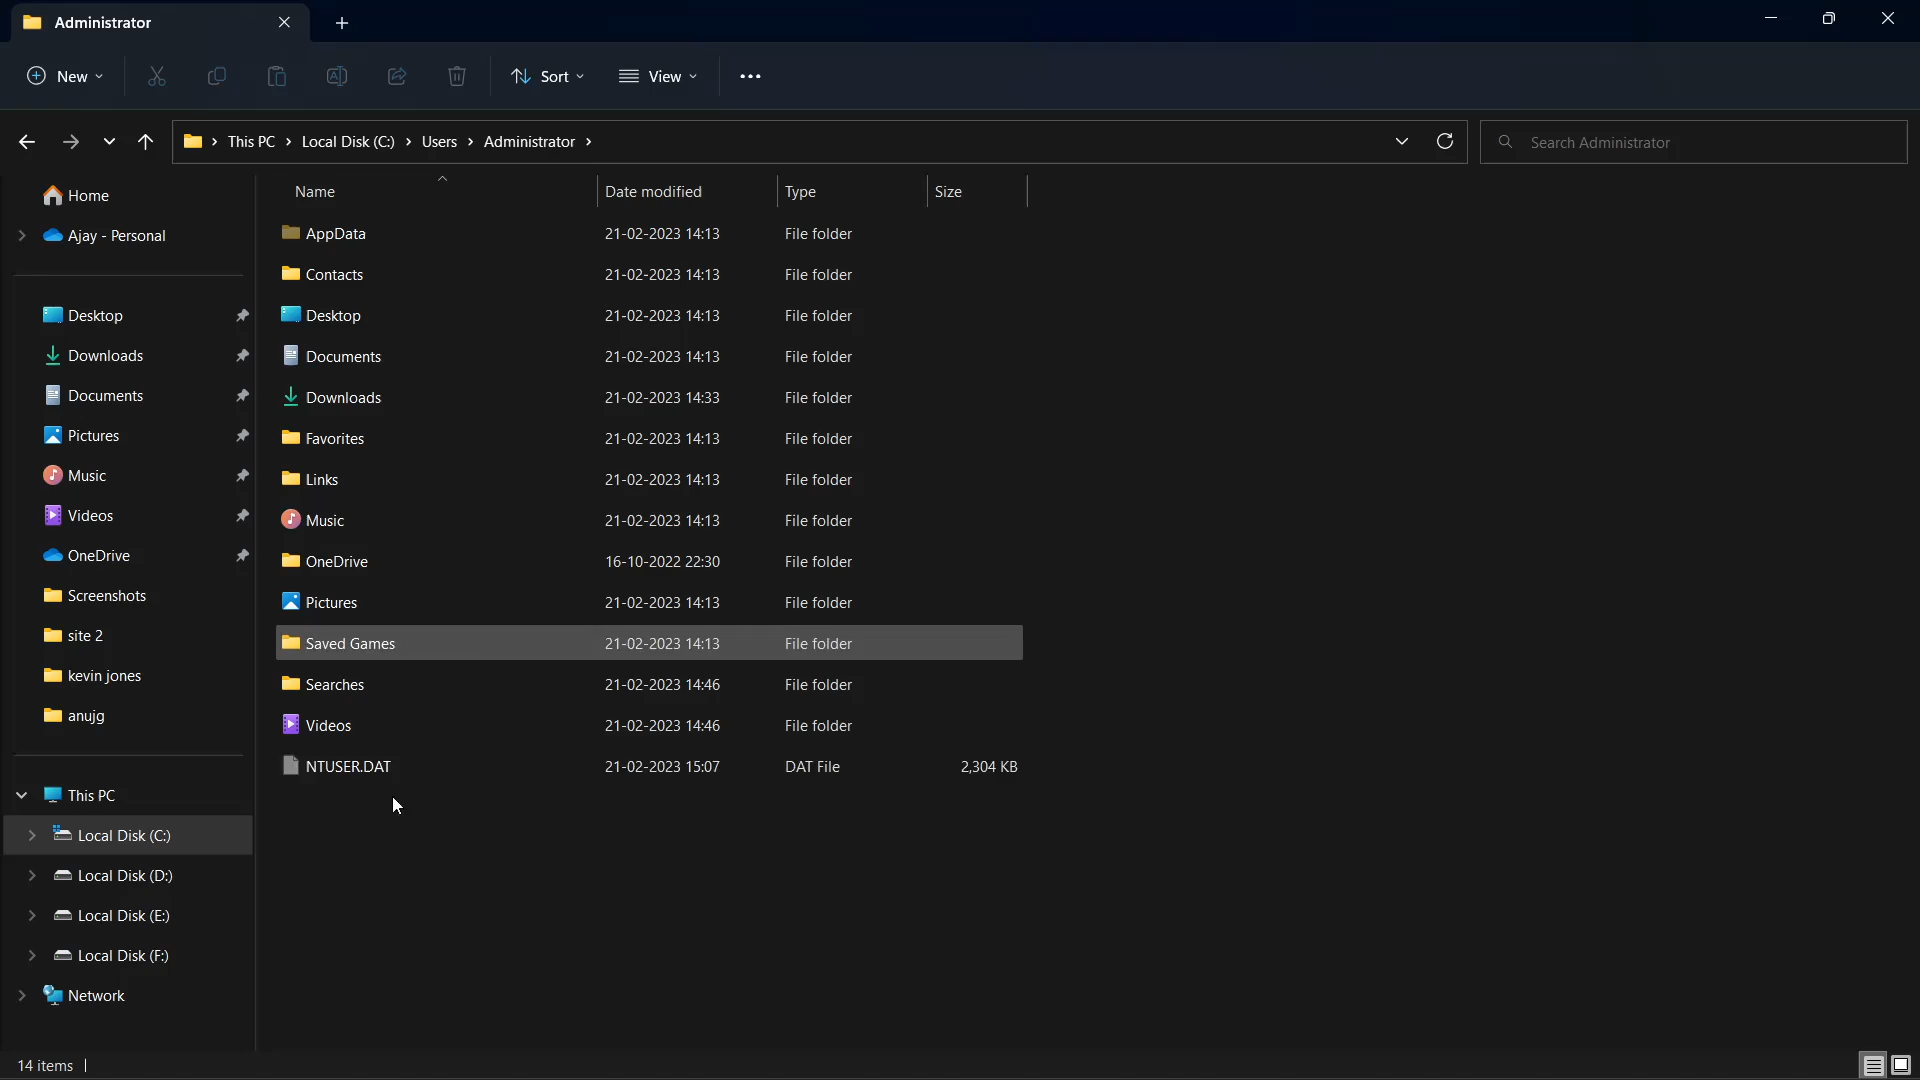 Administrator
New
Sort
View
This PC
Local Disk (C:)
Users
Administrator
Search Administrator
Home
Ajay - Personal
Desktop
Downloads
Documents
Pictures
Music
Videos
OneDrive
Screenshots
site 2
kevin jones
anujg
This PC
Local Disk (C:)
Local Disk (D:)
Local Disk (E:)
Local Disk (F:)
Network
Name Date modified Type Size
AppData 21-02-2023 14:13 File folder
Contacts 21-02-2023 14:13 File folder
Desktop 21-02-2023 14:13 File folder
Documents 21-02-2023 14:13 File folder
Downloads 21-02-2023 14:33 File folder
Favorites 21-02-2023 14:13 File folder
Links 21-02-2023 14:13 File folder
Music 21-02-2023 14:13 File folder
OneDrive 16-10-2022 22:30 File folder
Pictures 21-02-2023 14:13 File folder
Saved Games 21-02-2023 14:13 File folder
Searches 21-02-2023 14:46 File folder
Videos 21-02-2023 14:46 File folder
NTUSER.DAT 21-02-2023 15:07 DAT File 2,304 KB
14 items